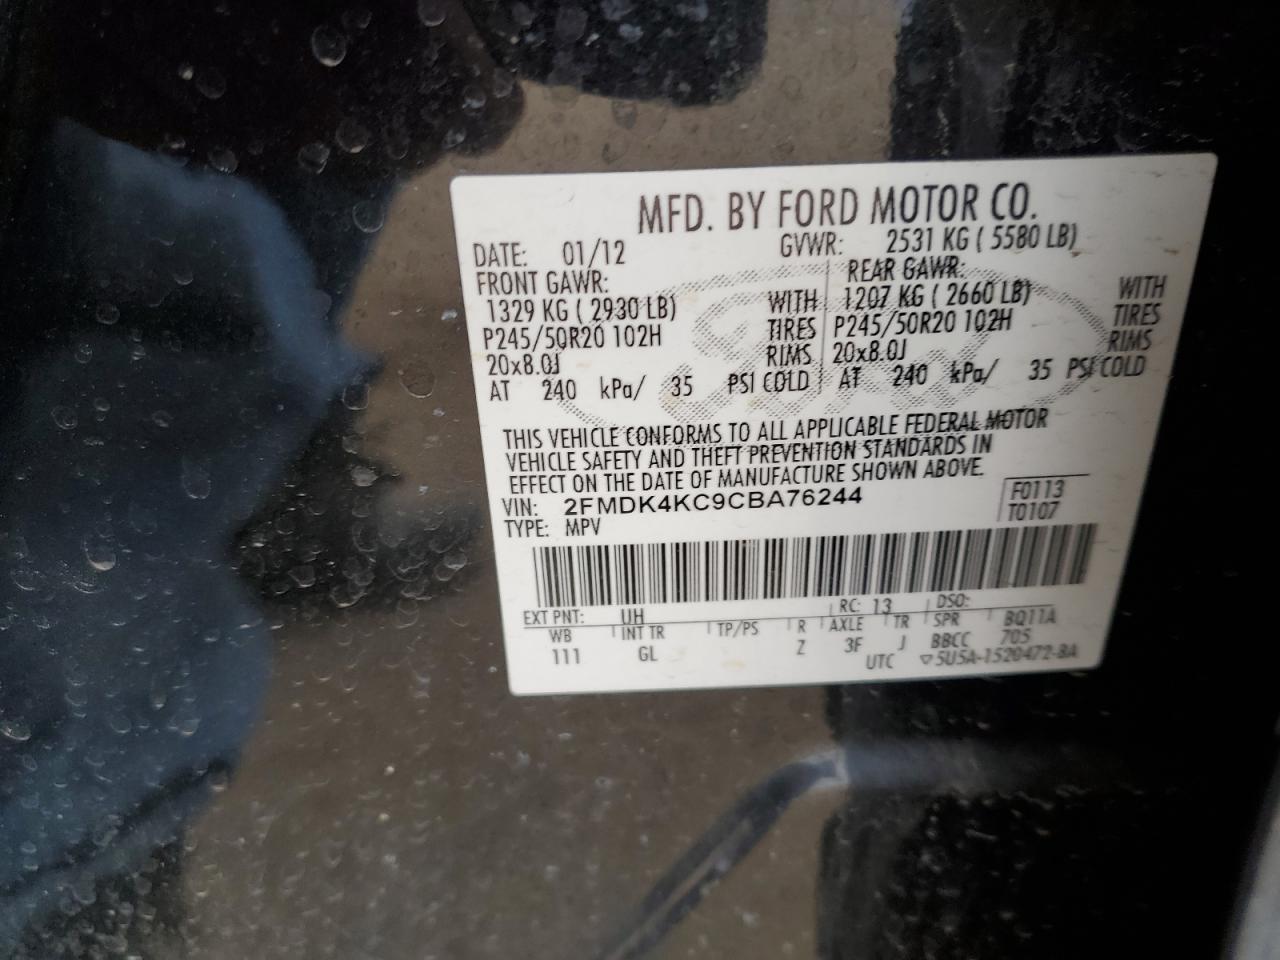 MFD. BY FORD MOTOR CO.
DATE: 01/12 GVWR: 2531 KG ( 5580 LB)
FRONT GAWR: REAR GAWR:
1329 KG ( 2930 LB) WITH 1207 KG ( 2660 LB) WITH
P245/50R20 102H TIRES P245/50R20 102H TIRES
20x8.0J RIMS 20x8.0J RIMS
AT 240 kPa/ 35 PSI COLD AT 240 kPa/ 35 PSI COLD
THIS VEHICLE CONFORMS TO ALL APPLICABLE FEDERAL MOTOR
VEHICLE SAFETY AND THEFT PREVENTION STANDARDS IN
EFFECT ON THE DATE OF MANUFACTURE SHOWN ABOVE.
VIN: 2FMDK4KC9CBA76244 F0113
TYPE: MPV T0107
EXT PNT: UH RC: 13 DSO:
WB INT TR TP/PS R AXLE TR SPR BQ11A
111 GL Z 3F J BBCC 705
UTC ▽5U5A-1520472-BA